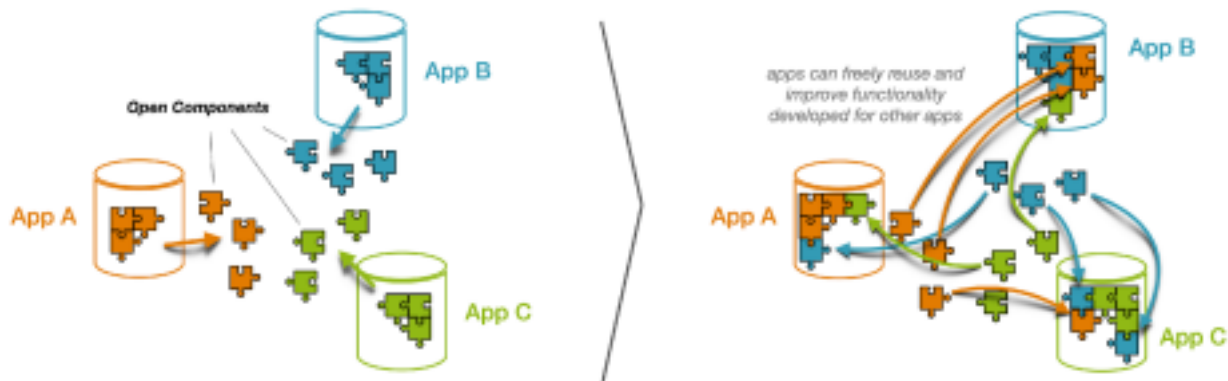 App B
Open Components
App A
App C
App B
apps can freely reuse and
improve functionality
developed for other apps
App A
App C